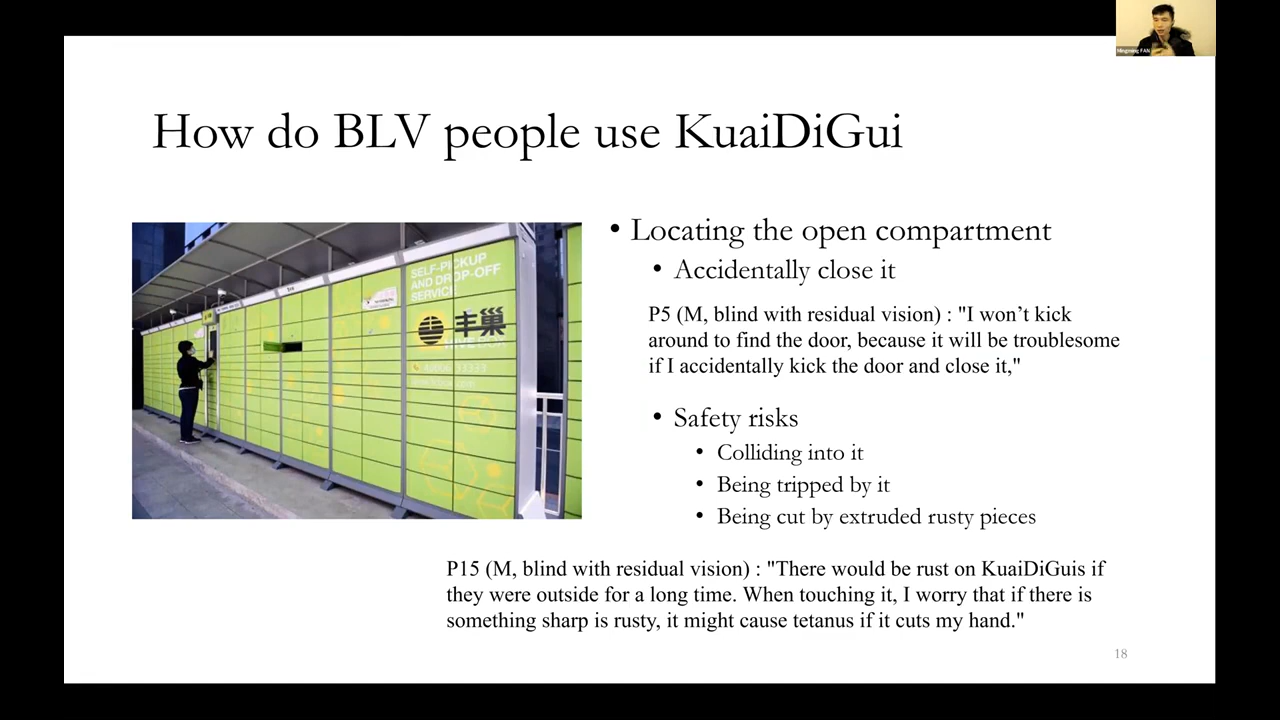 Mingming FAN
How do BLV people use KuaiDiGui
SELF-PICKUP
AND DROP-OFF
SERVICE
丰巢
• Locating the open compartment
• Accidentally close it
P5 (M, blind with residual vision) : "I won’t kick
around to find the door, because it will be troublesome
if I accidentally kick the door and close it,"
• Safety risks
• Colliding into it
• Being tripped by it
• Being cut by extruded rusty pieces
P15 (M, blind with residual vision) : "There would be rust on KuaiDiGuis if
they were outside for a long time. When touching it, I worry that if there is
something sharp is rusty, it might cause tetanus if it cuts my hand."
18